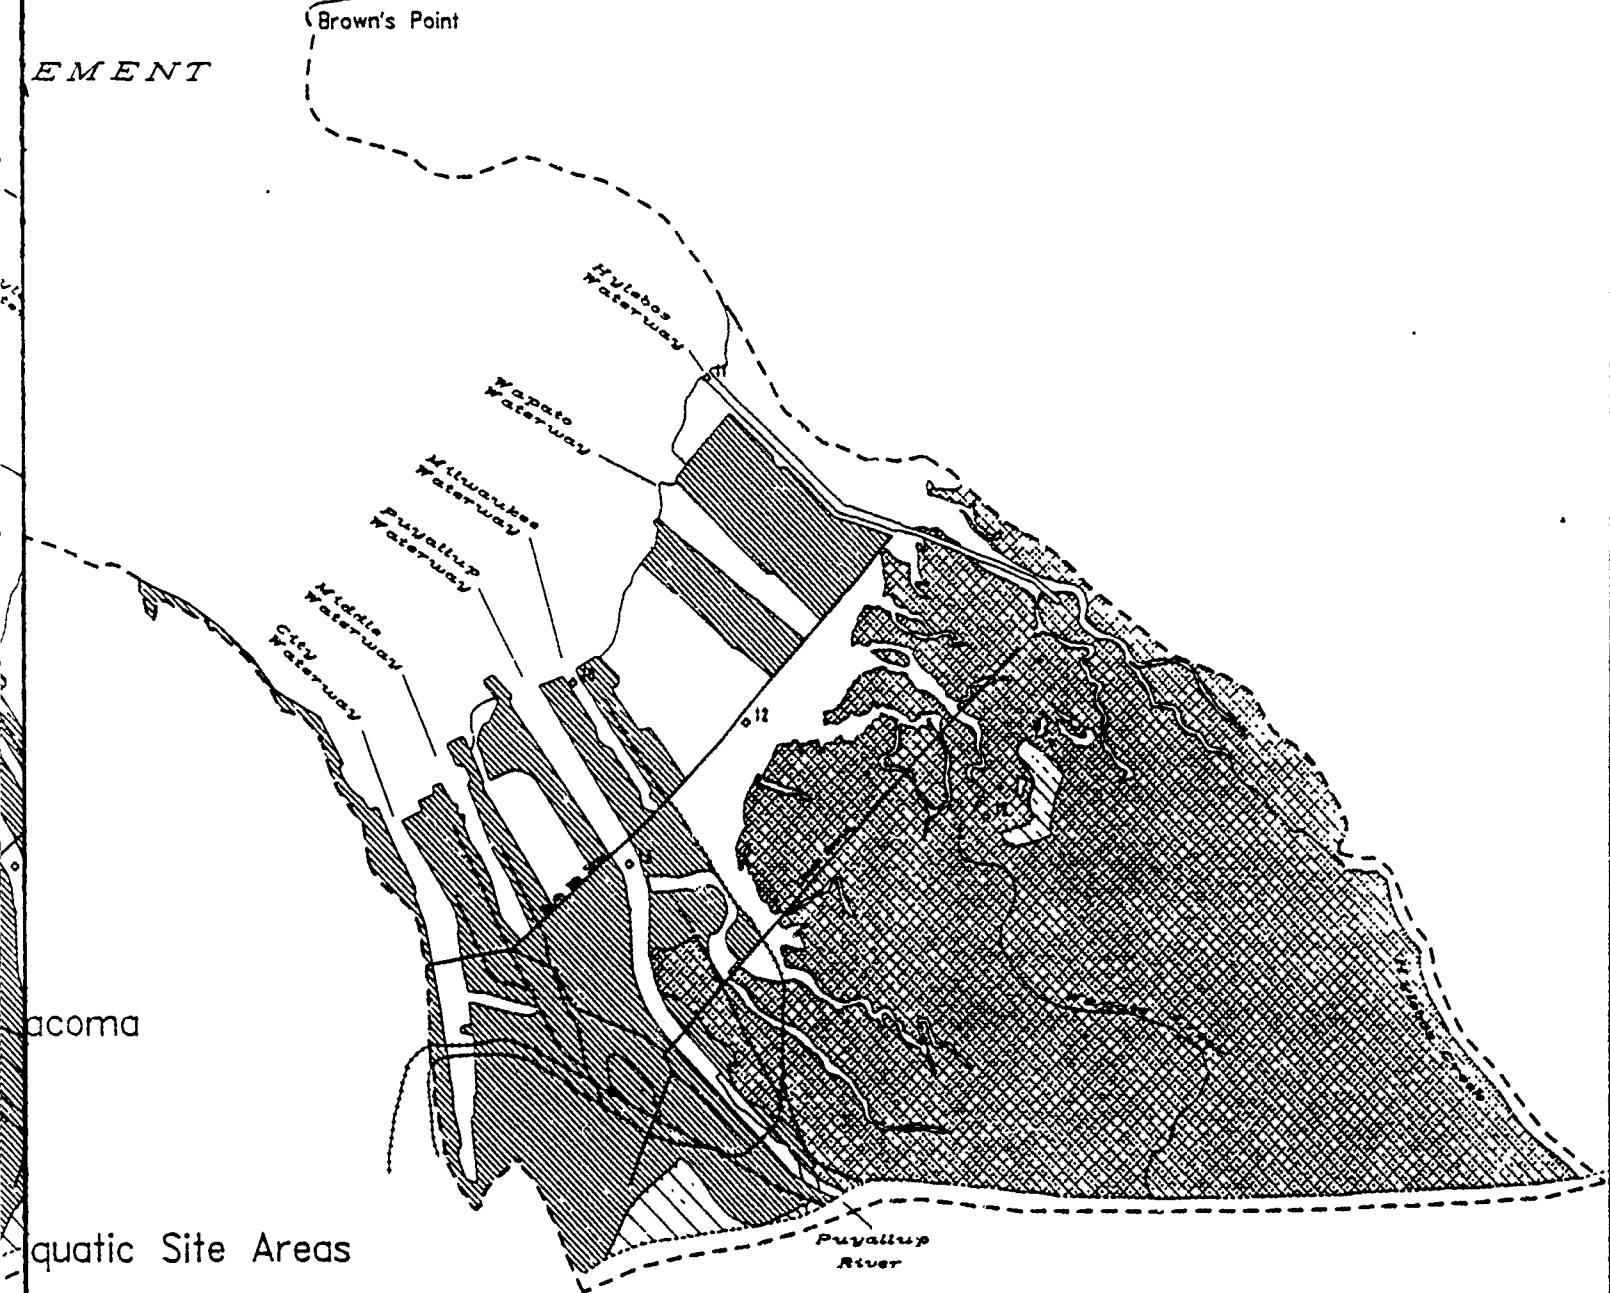 Brown's Point
EMENT
Hylebos
Waterway
Wapato
Waterway
Milwaukee
Waterway
Puyallup
Waterway
Middle
Waterway
City
Waterway
11
12
acoma
quatic Site Areas
Puyallup
River